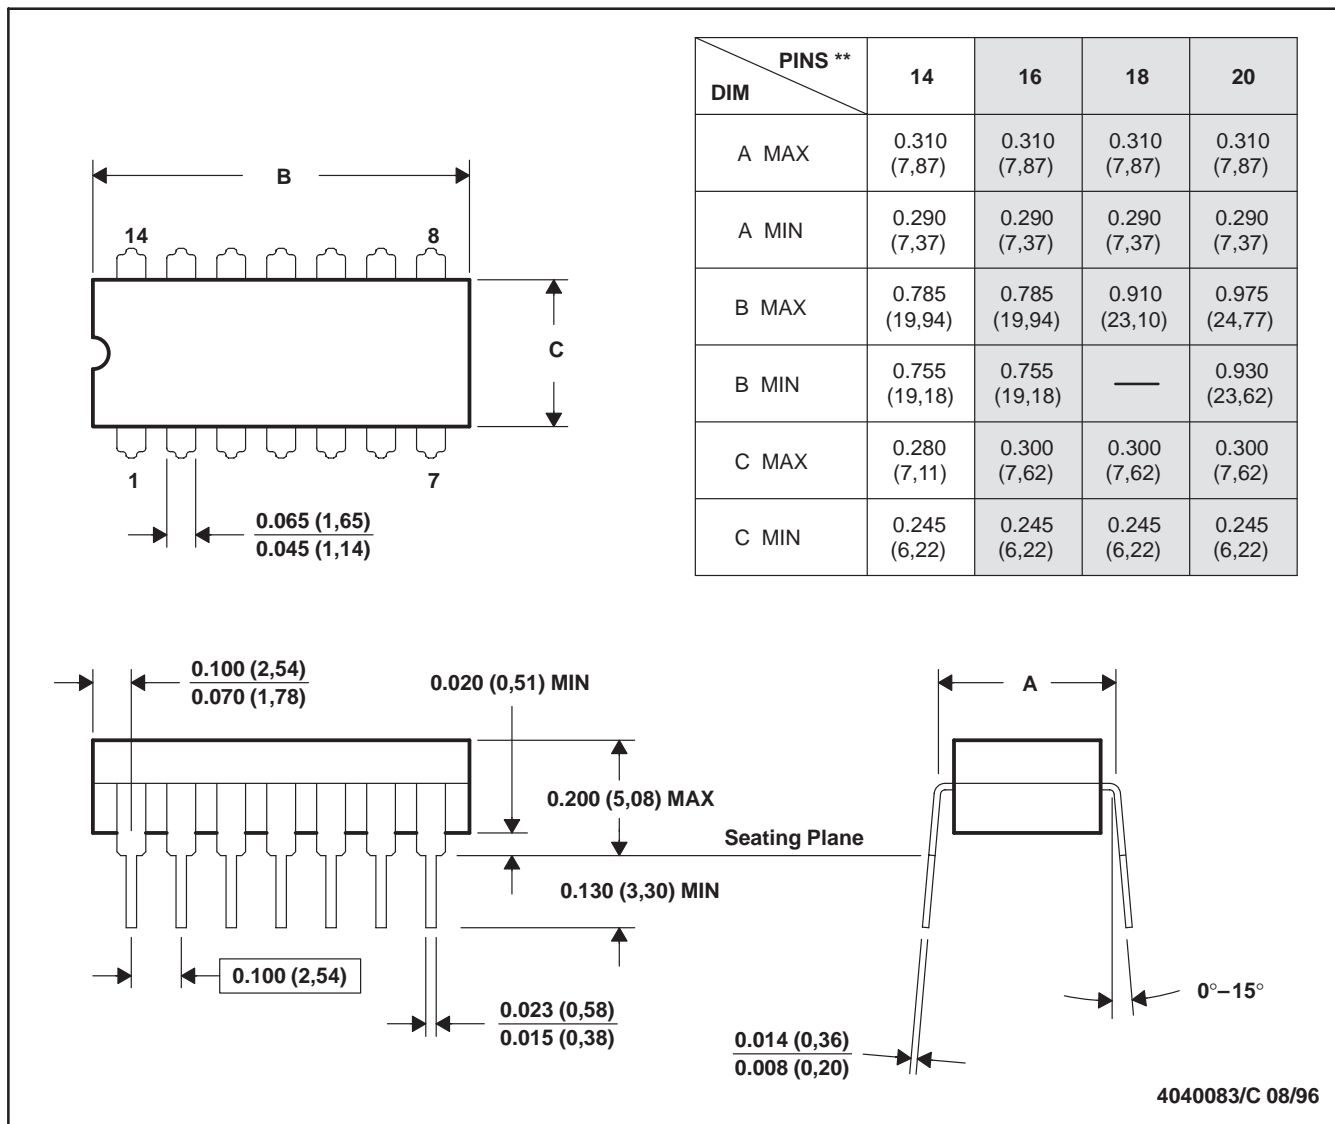 PINS **
DIM
14 16 18 20
A MAX
0.310 0.310 0.310 0.310
(7,87) (7,87) (7,87) (7,87)
A MIN
0.290 0.290 0.290 0.290
(7,37) (7,37) (7,37) (7,37)
B MAX
0.785 0.785 0.910 0.975
(19,94) (19,94) (23,10) (24,77)
B MIN
0.755 0.755 — 0.930
(19,18) (19,18) (23,62)
C MAX
0.280 0.300 0.300 0.300
(7,11) (7,62) (7,62) (7,62)
C MIN
0.245 0.245 0.245 0.245
(6,22) (6,22) (6,22) (6,22)
B
14 8
C
1 7
0.065 (1,65)
0.045 (1,14)
0.100 (2,54)
0.070 (1,78)
0.020 (0,51) MIN
0.200 (5,08) MAX
Seating Plane
0.130 (3,30) MIN
0.100 (2,54)
0.023 (0,58)
0.015 (0,38)
A
0°–15°
0.014 (0,36)
0.008 (0,20)
4040083/C 08/96